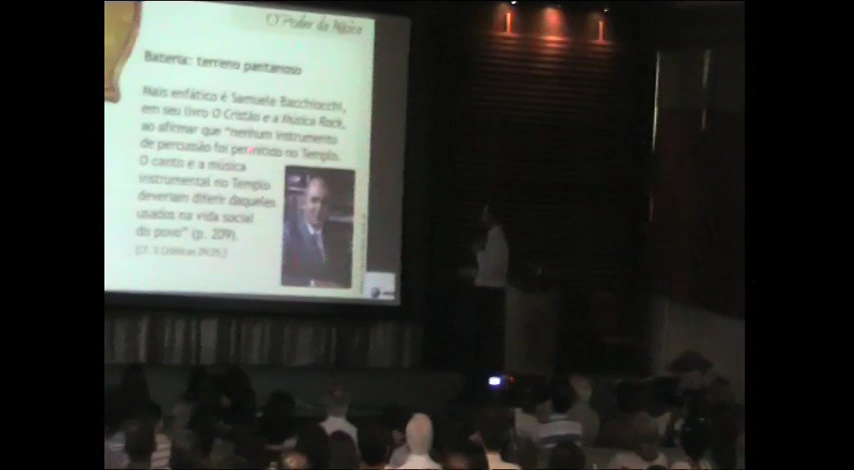 O Poder da Música
Bateria: terreno pantanoso
Mais enfático é Samuele Bacchiocchi,
em seu livro O Cristão e a Música Rock,
ao afirmar que “nenhum instrumento
de percussão foi permitido no Templo.
O canto e a música
instrumental no Templo
deveriam diferir daqueles
usados na vida social
do povo” (p. 209).